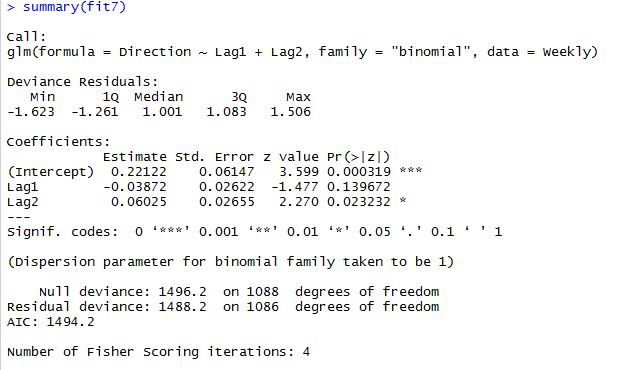 > summary(fit7)
Call:
glm(formula = Direction ~ Lag1 + Lag2, family = "binomial", data = Weekly)
Deviance Residuals:
Min 1Q Median 3Q Max
-1.623 -1.261 1.001 1.083 1.506
Coefficients:
Estimate Std. Error z value Pr(>|z|)
(Intercept) 0.22122 0.06147 3.599 0.000319 ***
Lag1 -0.03872 0.02622 -1.477 0.139672
Lag2 0.06025 0.02655 2.270 0.023232 *
---
Signif. codes: 0 ‘***’ 0.001 ‘**’ 0.01 ‘*’ 0.05 ‘.’ 0.1 ‘ ’ 1
(Dispersion parameter for binomial family taken to be 1)
Null deviance: 1496.2 on 1088 degrees of freedom
Residual deviance: 1488.2 on 1086 degrees of freedom
AIC: 1494.2
Number of Fisher Scoring iterations: 4